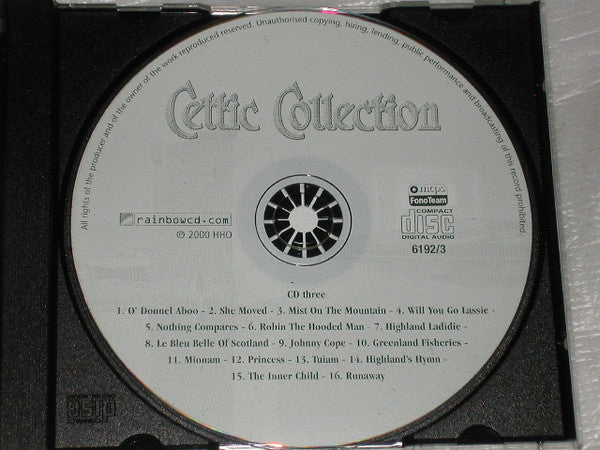 All rights of the producer and of the owner of the work reproduced reserved. Unauthorised copying, hiring, lending, public performance and broadcasting of this record prohibited.
Celtic Collection
rainbowcd.com
℗ 2000 HHO
mcps
FonoTeam
COMPACT
disc
DIGITAL AUDIO
6192/3
CD three
1. O' Donnel Aboo - 2. She Moved - 3. Mist On The Mountain - 4. Will You Go Lassie -
5. Nothing Compares - 6. Robin The Hooded Man - 7. Highland Ladidie -
8. Le Bleu Belle Of Scotland - 9. Johnny Cope - 10. Greenland Fisheries -
11. Mionam - 12. Princess - 13. Tuiam - 14. Highland's Hymn -
15. The Inner Child - 16. Runaway